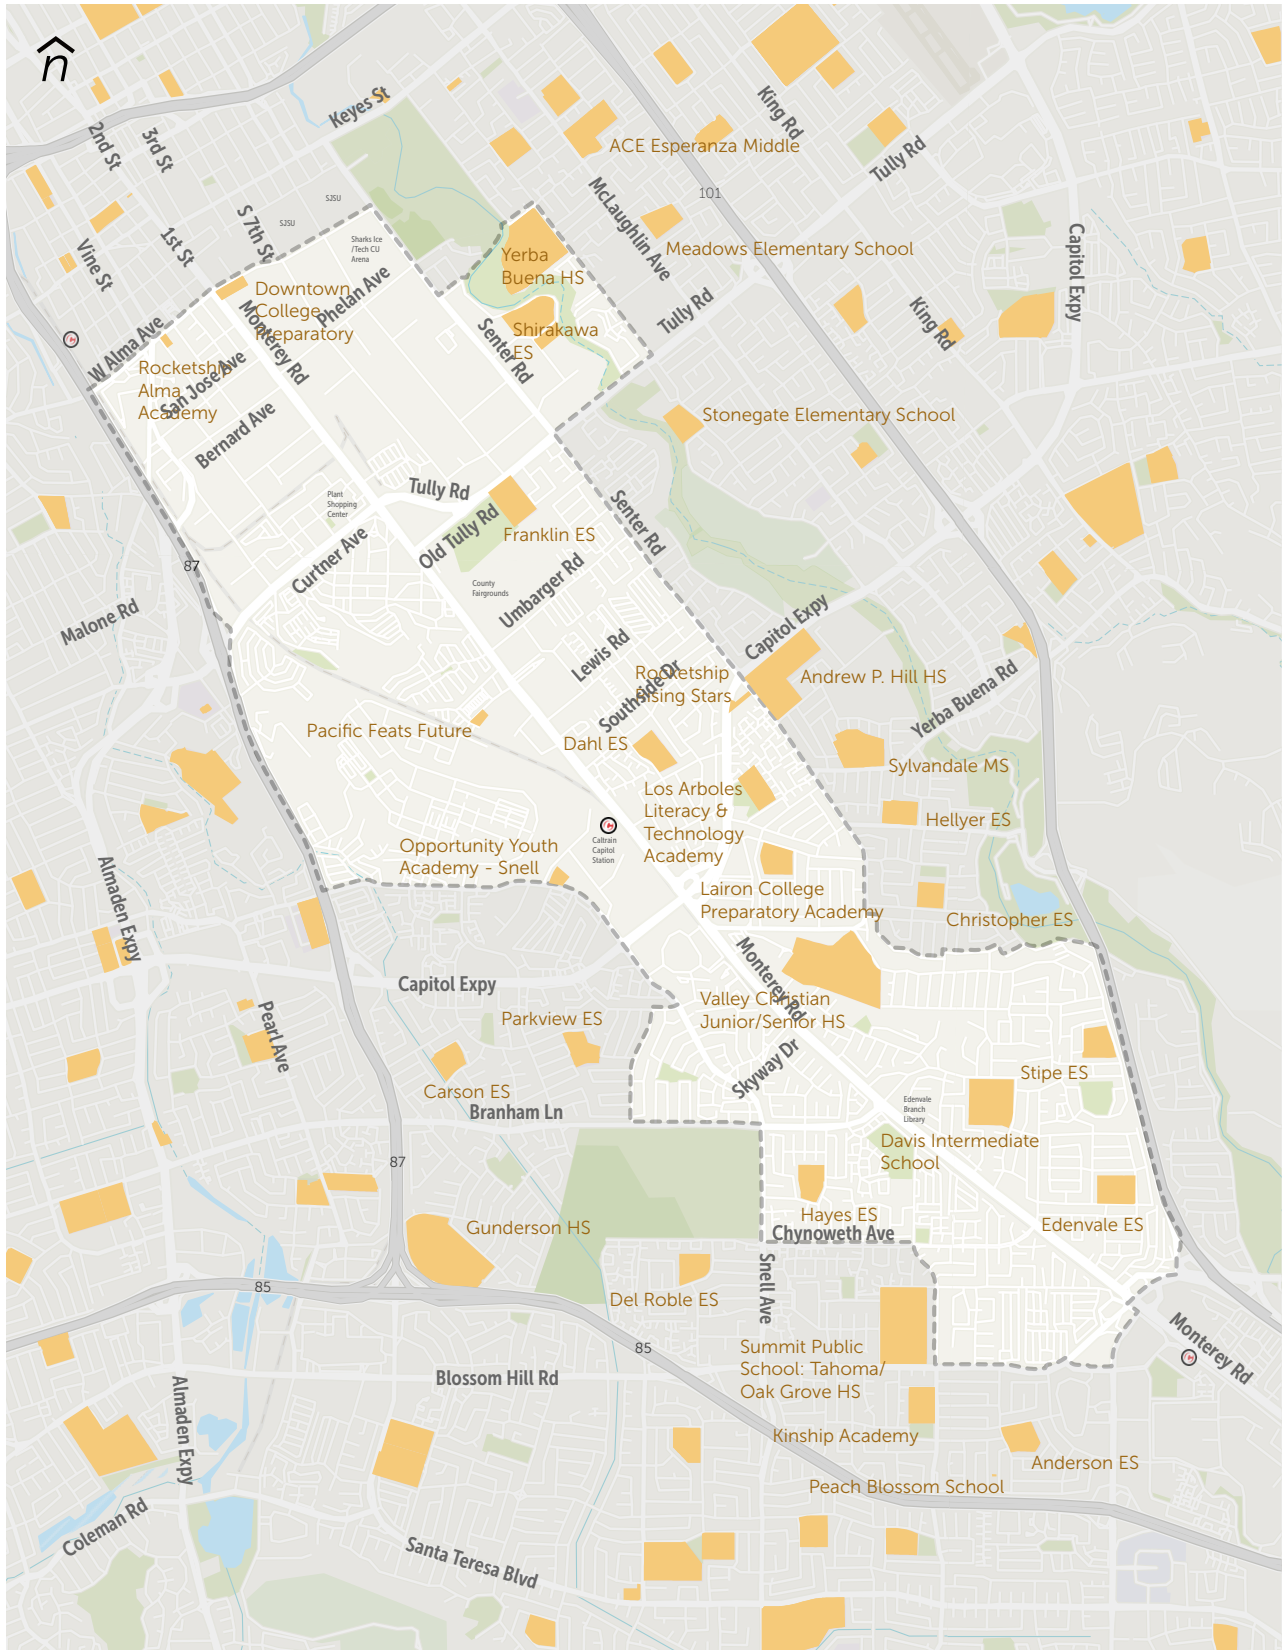 n
Keyes St
2nd St
3rd St
King Rd
ACE Esperanza Middle
Tully Rd
101
SJSU
SJSU
S 7th St
1st St
Vine St
Sharks Ice
/Tech CU
Arena
McLaughlin Ave
Meadows Elementary School
Capitol Expy
Yerba
Buena HS
Downtown
College
Preparatory
Phelan Ave
Monterey Rd
Shirakawa
ES
Senter Rd
Tully Rd
King Rd
W Alma Ave
Rocketship
Alma
Academy
San Jose Ave
Bernard Ave
Stonegate Elementary School
Plant
Shopping
Center
Tully Rd
Old Tully Rd
Franklin ES
Senter Rd
Curtner Ave
87
County
Fairgrounds
Umbarger Rd
Malone Rd
Lewis Rd
Capitol Expy
Southside Dr
Rocketship
Rising Stars
Andrew P. Hill HS
Yerba Buena Rd
Pacific Feats Future
Dahl ES
Sylvandale MS
Los Arboles
Literacy &
Technology
Academy
Hellyer ES
Caltrain
Capitol
Station
Opportunity Youth
Academy - Snell
Almaden Expy
Lairon College
Preparatory Academy
Christopher ES
Monterey Rd
Capitol Expy
Valley Christian
Junior/Senior HS
Parkview ES
Pearl Ave
Skyway Dr
Stipe ES
Carson ES
Branham Ln
Edenvale
Branch
Library
Davis Intermediate
School
87
Hayes ES
Gunderson HS
Chynoweth Ave
Edenvale ES
Snell Ave
85
Del Roble ES
85
Summit Public
School: Tahoma/
Oak Grove HS
Monterey Rd
Blossom Hill Rd
Almaden Expy
Kinship Academy
Anderson ES
Peach Blossom School
Coleman Rd
Santa Teresa Blvd